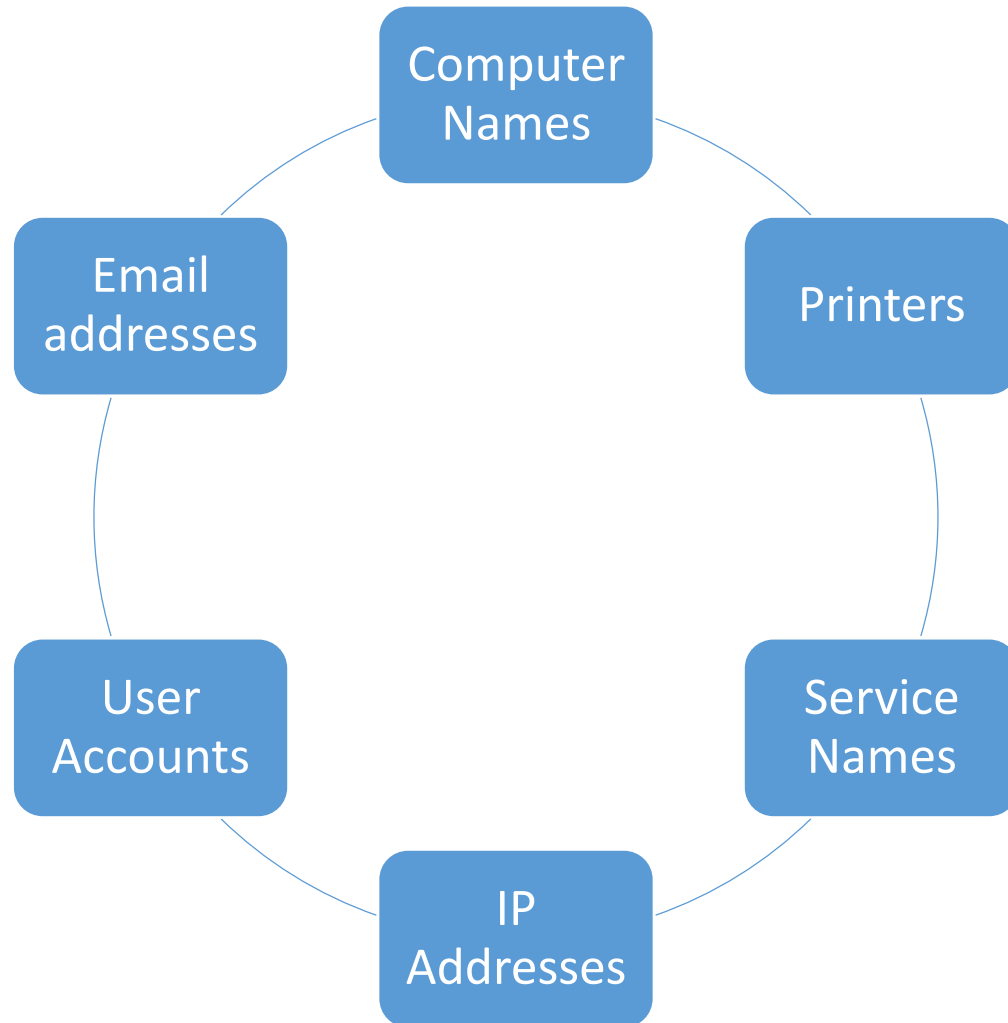 Computer
Names
Printers
Service
Names
IP
Addresses
User
Accounts
Email
addresses